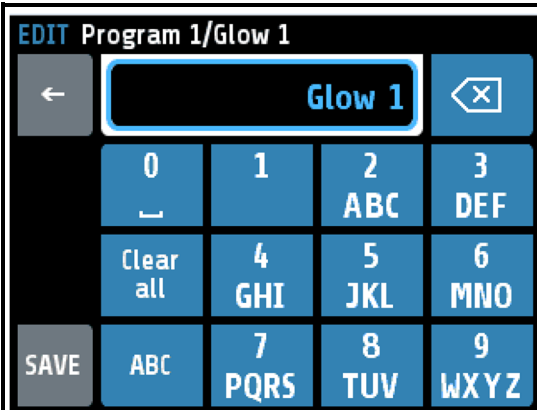 EDIT Program 1/Glow 1
← Glow 1
0 1 2 3
ABC DEF
Clear all 4 5 6
GHI JKL MNO
SAVE ABC 7 8 9
PQRS TUV WXYZ